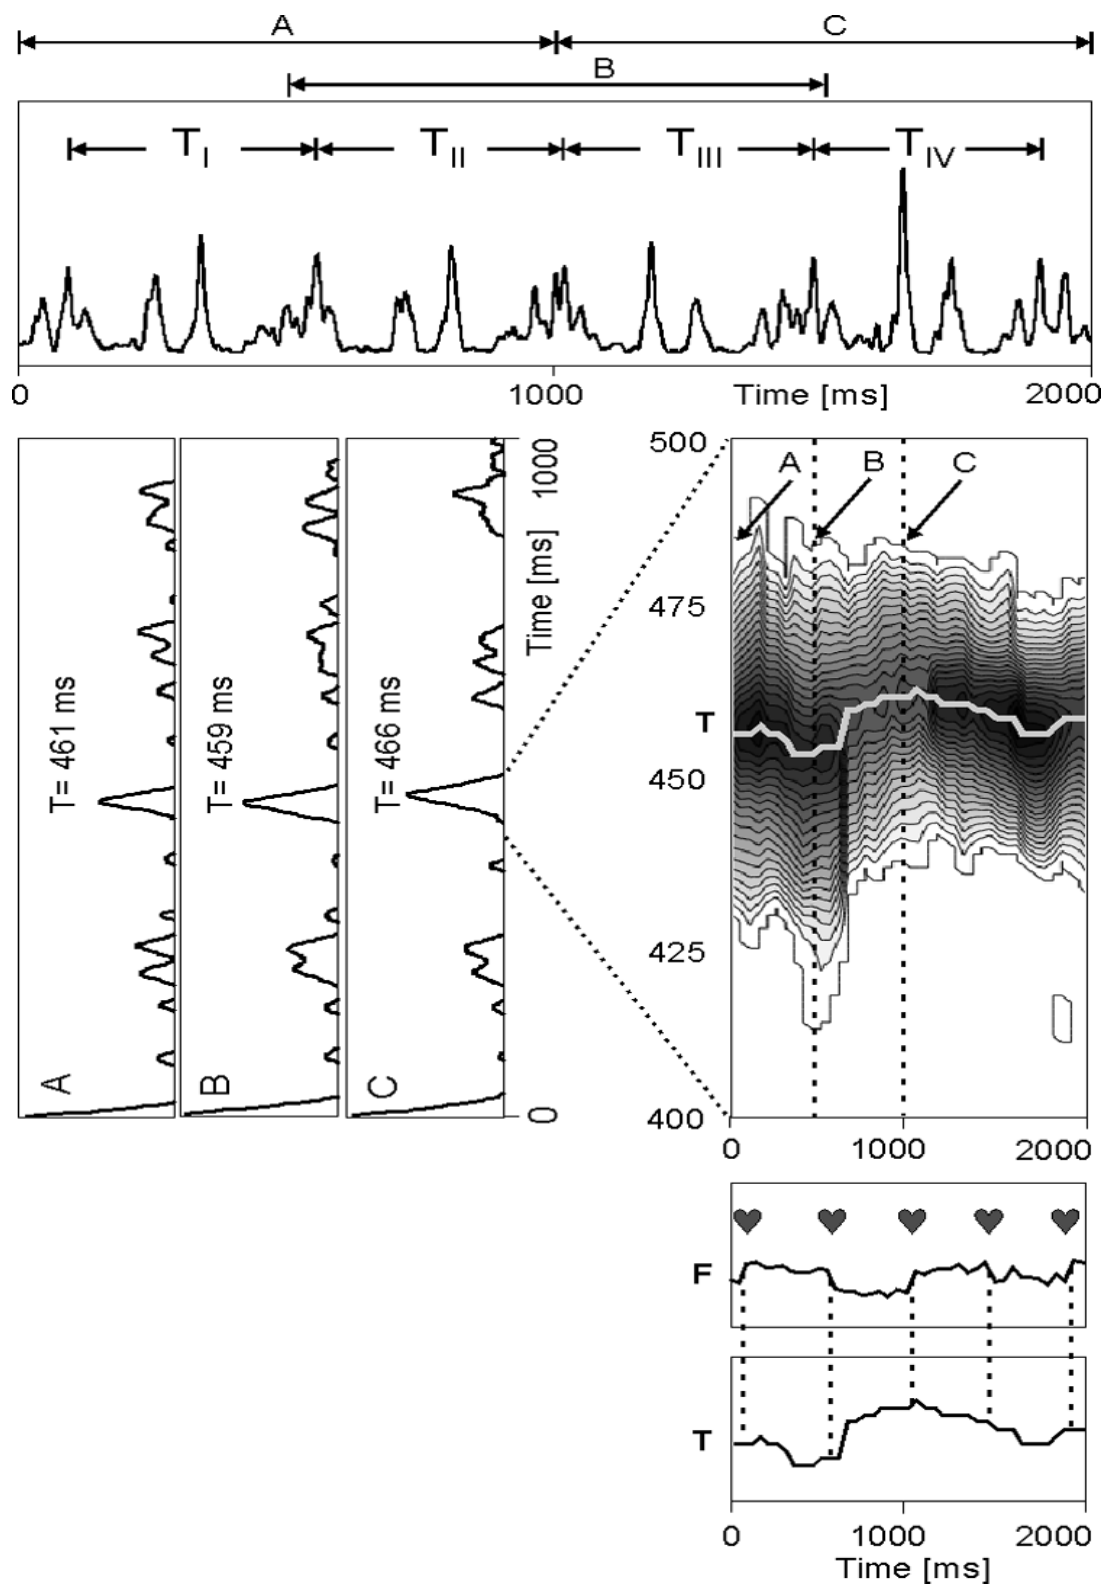 A
C
B
T_I T_II T_III T_IV
0 1000 Time [ms] 2000
A T= 461 ms
B T= 459 ms
C T= 466 ms
0 Time [ms] 1000
500
475
T
450
425
400
A B C
0 1000 2000
F
T
0 1000 2000
Time [ms]